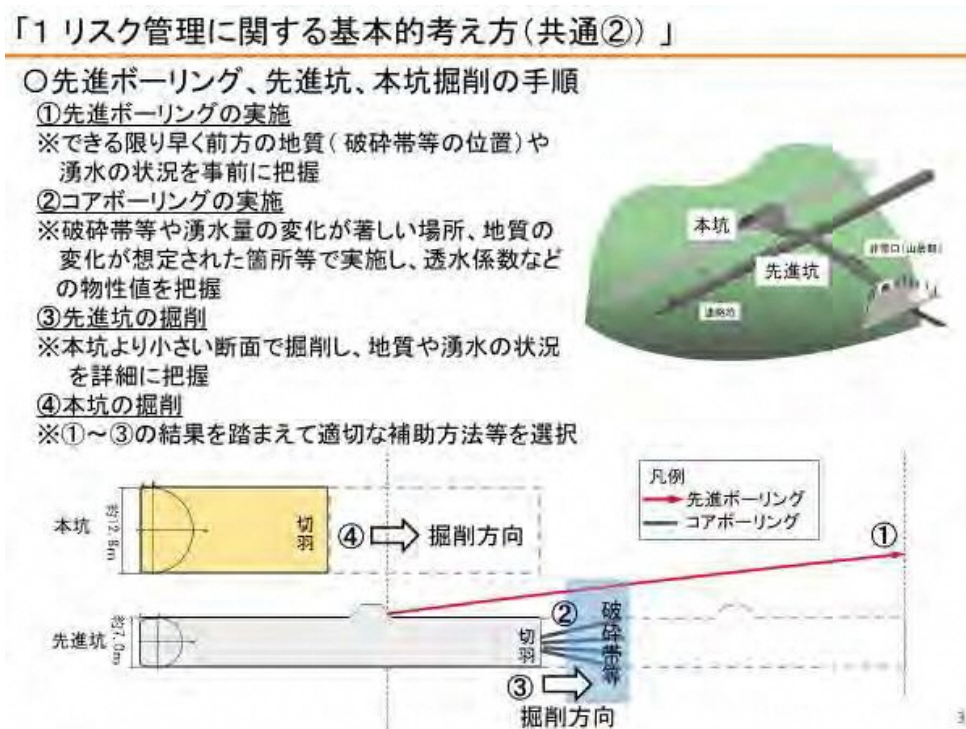 「1 リスク管理に関する基本的考え方(共通②) 」
〇先進ボーリング、先進坑、本坑掘削の手順
①先進ボーリングの実施
※できる限り早く前方の地質( 破砕帯等の位置)や
湧水の状況を事前に把握
②コアボーリングの実施
※破砕帯等や湧水量の変化が著しい場所、地質の
変化が想定された箇所等で実施し、透水係数など
の物性値を把握
③先進坑の掘削
※本坑より小さい断面で掘削し、地質や湧水の状況
を詳細に把握
④本坑の掘削
※①~③の結果を踏まえて適切な補助方法等を選択
本坑
先進坑
連絡坑
非常口(山岳部)
凡例
先進ボーリング
コアボーリング
本坑
約12.8m
切羽
④
掘削方向
①
先進坑
約7.0m
切羽
②
破砕帯等
③
掘削方向
3